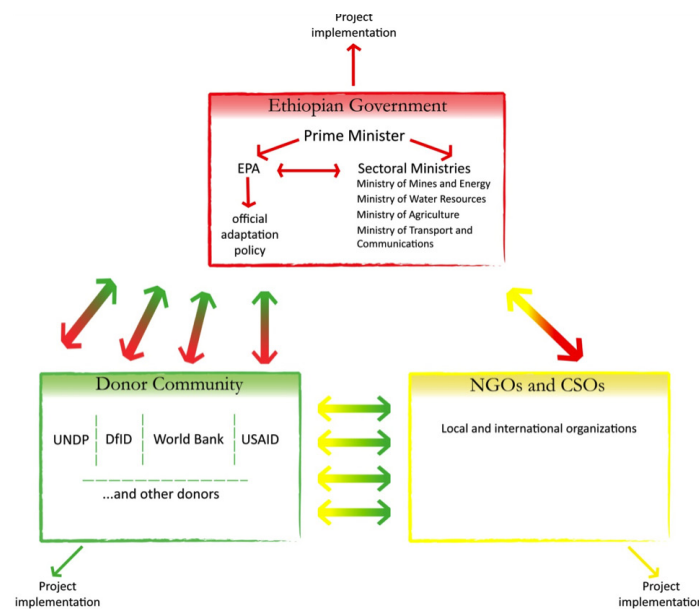 Project
implementation
Ethiopian Government
Prime Minister
EPA
Sectoral Ministries
Ministry of Mines and Energy
Ministry of Water Resources
Ministry of Agriculture
Ministry of Transport and
Communications
official
adaptation
policy
Donor Community
UNDP DfID World Bank USAID
...and other donors
NGOs and CSOs
Local and international organizations
Project
implementation
Project
implementation